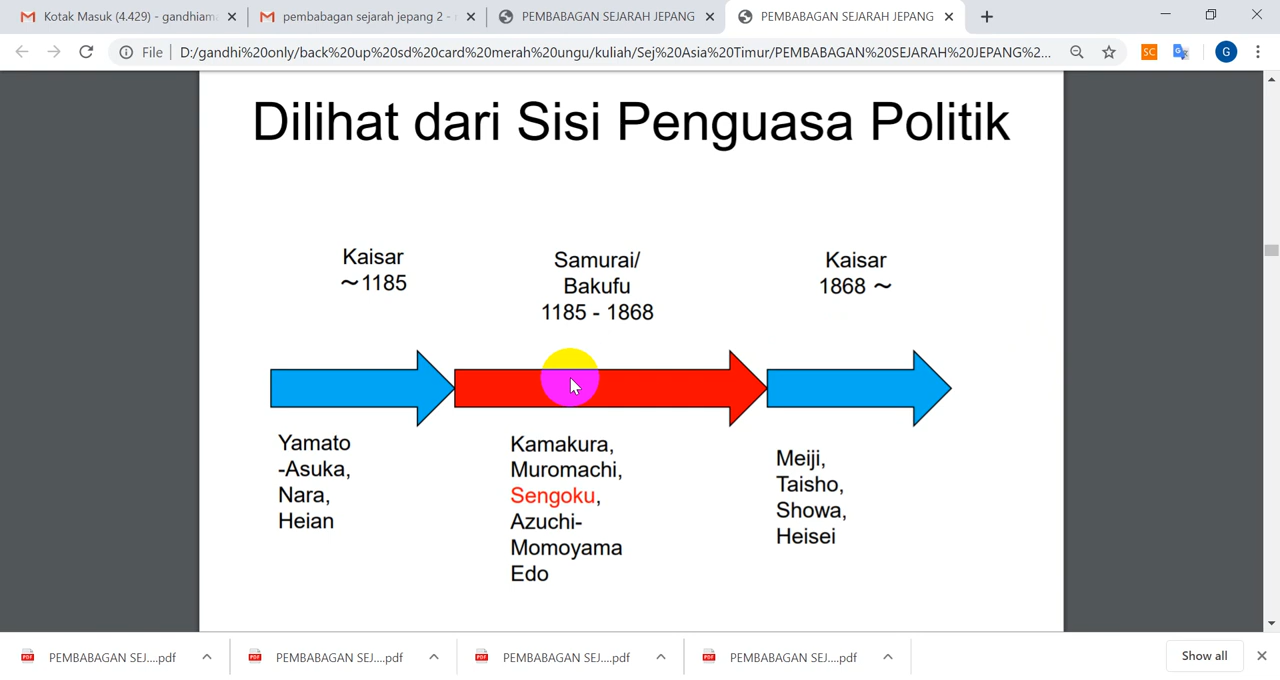 Kotak Masuk (4.429) - gandhiam
pembabagan sejarah jepang 2 -
PEMBABAGAN SEJARAH JEPANG
PEMBABAGAN SEJARAH JEPANG
File | D:/gandhi%20only/back%20up%20sd%20card%20merah%20ungu/kuliah/Sej%20Asia%20Timur/PEMBABAGAN%20SEJARAH%20JEPANG%2...
SC
G
Dilihat dari Sisi Penguasa Politik
Kaisar
～1185
Samurai/
Bakufu
1185 - 1868
Kaisar
1868 ～
Yamato
-Asuka,
Nara,
Heian
Kamakura,
Muromachi,
Sengoku,
Azuchi-
Momoyama
Edo
Meiji,
Taisho,
Showa,
Heisei
PEMBABAGAN SEJ....pdf
PEMBABAGAN SEJ....pdf
PEMBABAGAN SEJ....pdf
PEMBABAGAN SEJ....pdf
Show all